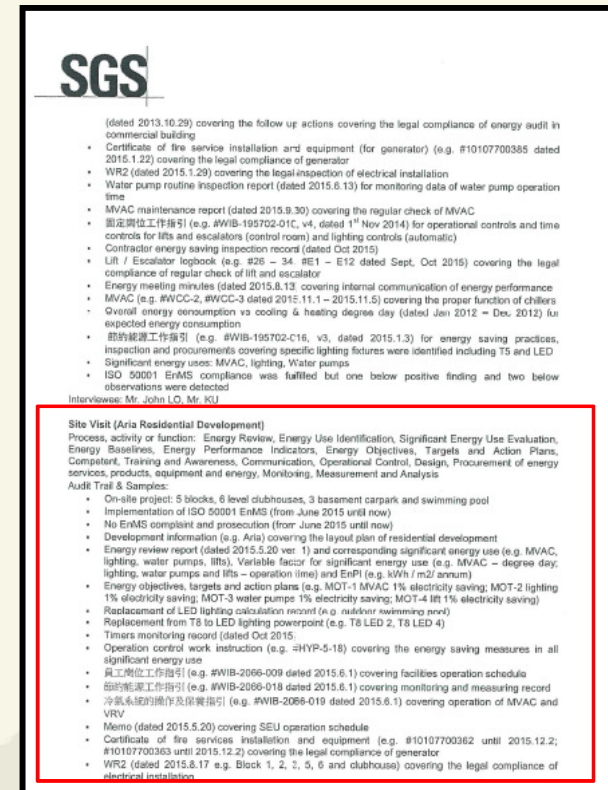 SGS
(dated 2013.10.29) covering the follow up actions covering the legal compliance of energy audit in
commercial building
• Certificate of fire service installation and equipment (for generator) (e.g. #10107700385 dated
2015.1.22) covering the legal compliance of generator
• WR2 (dated 2015.1.29) covering the legal inspection of electrical installation
• Water pump routine inspection report (dated 2015.6.13) for monitoring data of water pump operation
time
• MVAC maintenance report (dated 2015.9.30) covering the regular check of MVAC
• 固定崗位工作指引 (e.g. #WIB-195702-01C, v4, dated 1st Nov 2014) for operational controls and time
controls for lifts and escalators (control room) and lighting controls (automatic)
• Contractor energy saving inspection record (dated Oct 2015)
• Lift / Escalator logbook (e.g. #26 – 34. #E1 – E12 dated Sept, Oct 2015) covering the legal
compliance of regular check of lift and escalator
• Energy meeting minutes (dated 2015.8.13) covering internal communication of energy performance
• MVAC (e.g. #WCC-2, #WCC-3 dated 2015.11.1 – 2015.11.5) covering the proper function of chillers
• Overall energy consumption vs cooling & heating degree day (dated Jan 2012 – Dec 2012) for
expected energy consumption
• 節約能源工作指引 (e.g. #WIB-195702-C16, v3, dated 2015.1.3) for energy saving practices,
inspection and procurements covering specific lighting fixtures were identified including T5 and LED
• Significant energy uses: MVAC, lighting, Water pumps
• ISO 50001 EnMS compliance was fulfilled but one below positive finding and two below
observations were detected
Interviewee: Mr. John LO, Mr. KU
Site Visit (Aria Residential Development)
Process, activity or function: Energy Review, Energy Use Identification, Significant Energy Use Evaluation,
Energy Baselines, Energy Performance Indicators, Energy Objectives, Targets and Action Plans,
Competent, Training and Awareness, Communication, Operational Control, Design, Procurement of energy
services, products, equipment and energy, Monitoring, Measurement and Analysis
Audit Trail & Samples:
• On-site project: 5 blocks, 6 level clubhouses, 3 basement carpark and swimming pool
• Implementation of ISO 50001 EnMS (from June 2015 until now)
• No EnMS complaint and prosecution (from June 2015 until now)
• Development information (e.g. Aria) covering the layout plan of residential development
• Energy review report (dated 2015.5.20 ver. 1) and corresponding significant energy use (e.g. MVAC,
lighting, water pumps, lifts), Variable factor for significant energy use (e.g. MVAC – degree day;
lighting, water pumps and lifts – operation time) and EnPI (e.g. kWh / m2/ annum)
• Energy objectives, targets and action plans (e.g. MOT-1 MVAC 1% electricity saving; MOT-2 lighting
1% electricity saving; MOT-3 water pumps 1% electricity saving; MOT-4 lift 1% electricity saving)
• Replacement of LED lighting calculation record (e.g. outdoor swimming pool)
• Replacement from T8 to LED lighting powerpoint (e.g. T8 LED 2, T8 LED 4)
• Timers monitoring record (dated Oct 2015)
• Operation control work instruction (e.g. #HYP-5-18) covering the energy saving measures in all
significant energy use
• 員工崗位工作指引 (e.g. #WIB-2066-009 dated 2015.6.1) covering facilities operation schedule
• 節約能源工作指引 (e.g. #WIB-2066-018 dated 2015.6.1) covering monitoring and measuring record
• 冷氣系統的操作及保養指引 (e.g. #WIB-2066-019 dated 2015.6.1) covering operation of MVAC and
VRV
• Memo (dated 2015.5.20) covering SEU operation schedule
• Certificate of fire services installation and equipment (e.g. #10107700362 until 2015.12.2;
#10107700363 until 2015.12.2) covering the legal compliance of generator
• WR2 (dated 2015.8.17 e.g. Block 1, 2, 3, 5, 6 and clubhouse) covering the legal compliance of
electrical installation